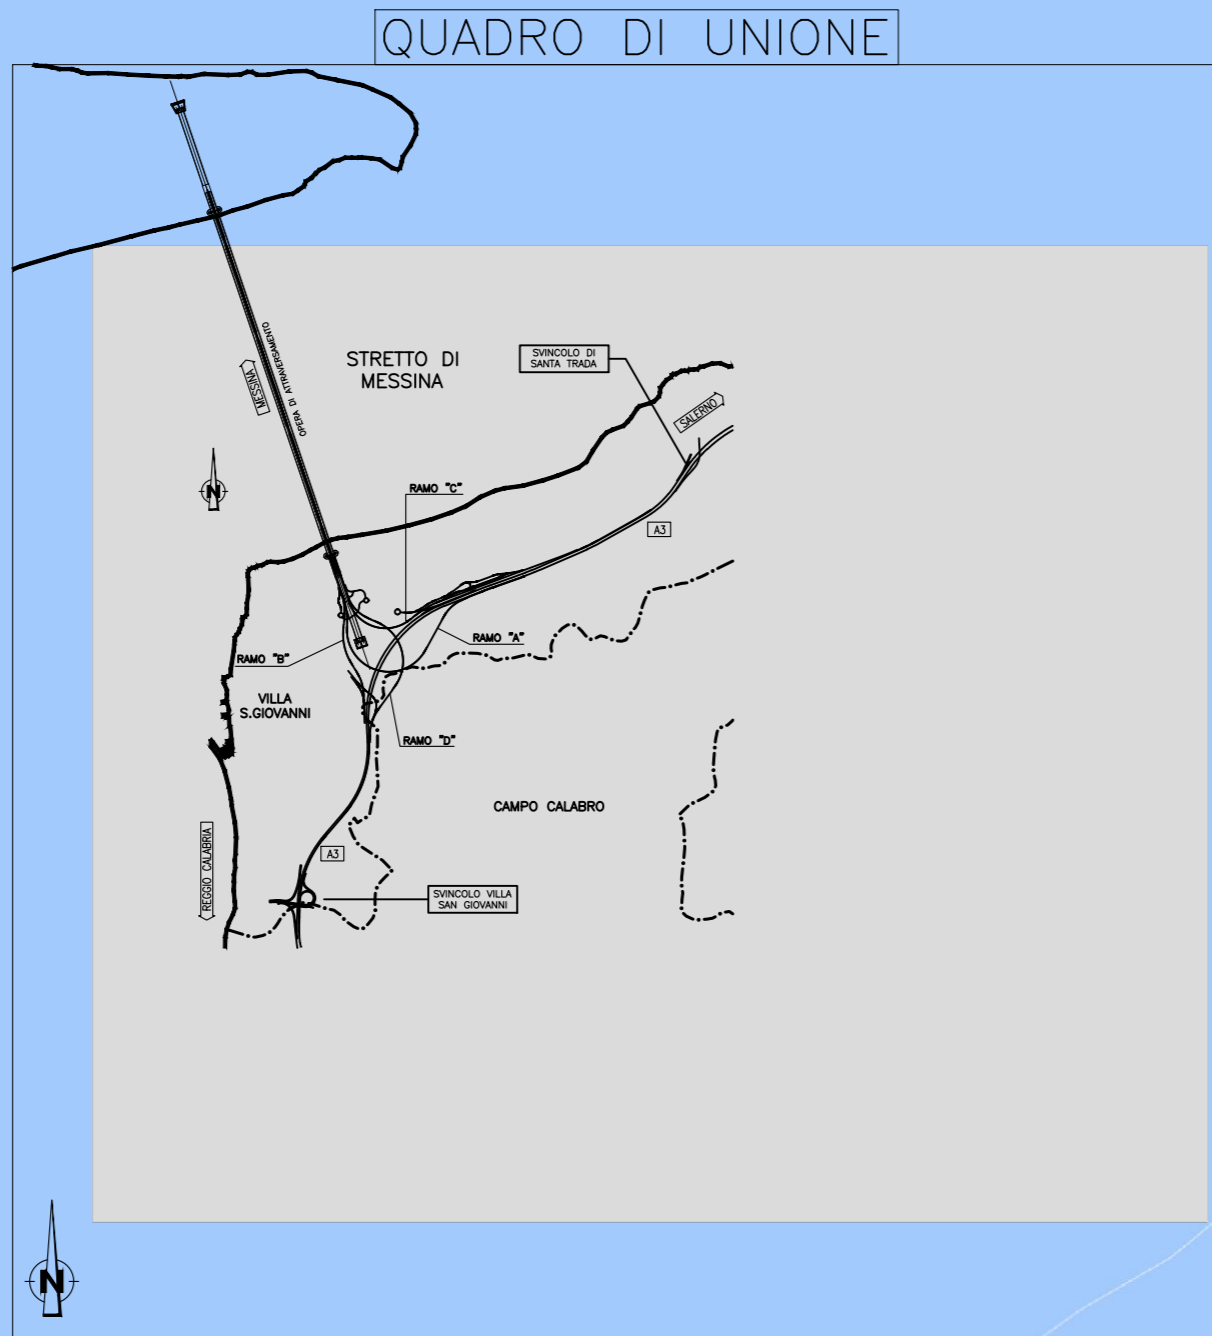 QUADRO DI UNIONE
STRETTO DI
MESSINA
SVINCOLO DI
SANTA TRADA
MESSINA
OPERA DI ATTRAVERSAMENTO
SALERNO
N
RAMO "C"
A3
RAMO "A"
RAMO "B"
VILLA
S.GIOVANNI
RAMO "D"
CAMPO CALABRO
REGGIO CALABRIA
A3
SVINCOLO VILLA
SAN GIOVANNI
N